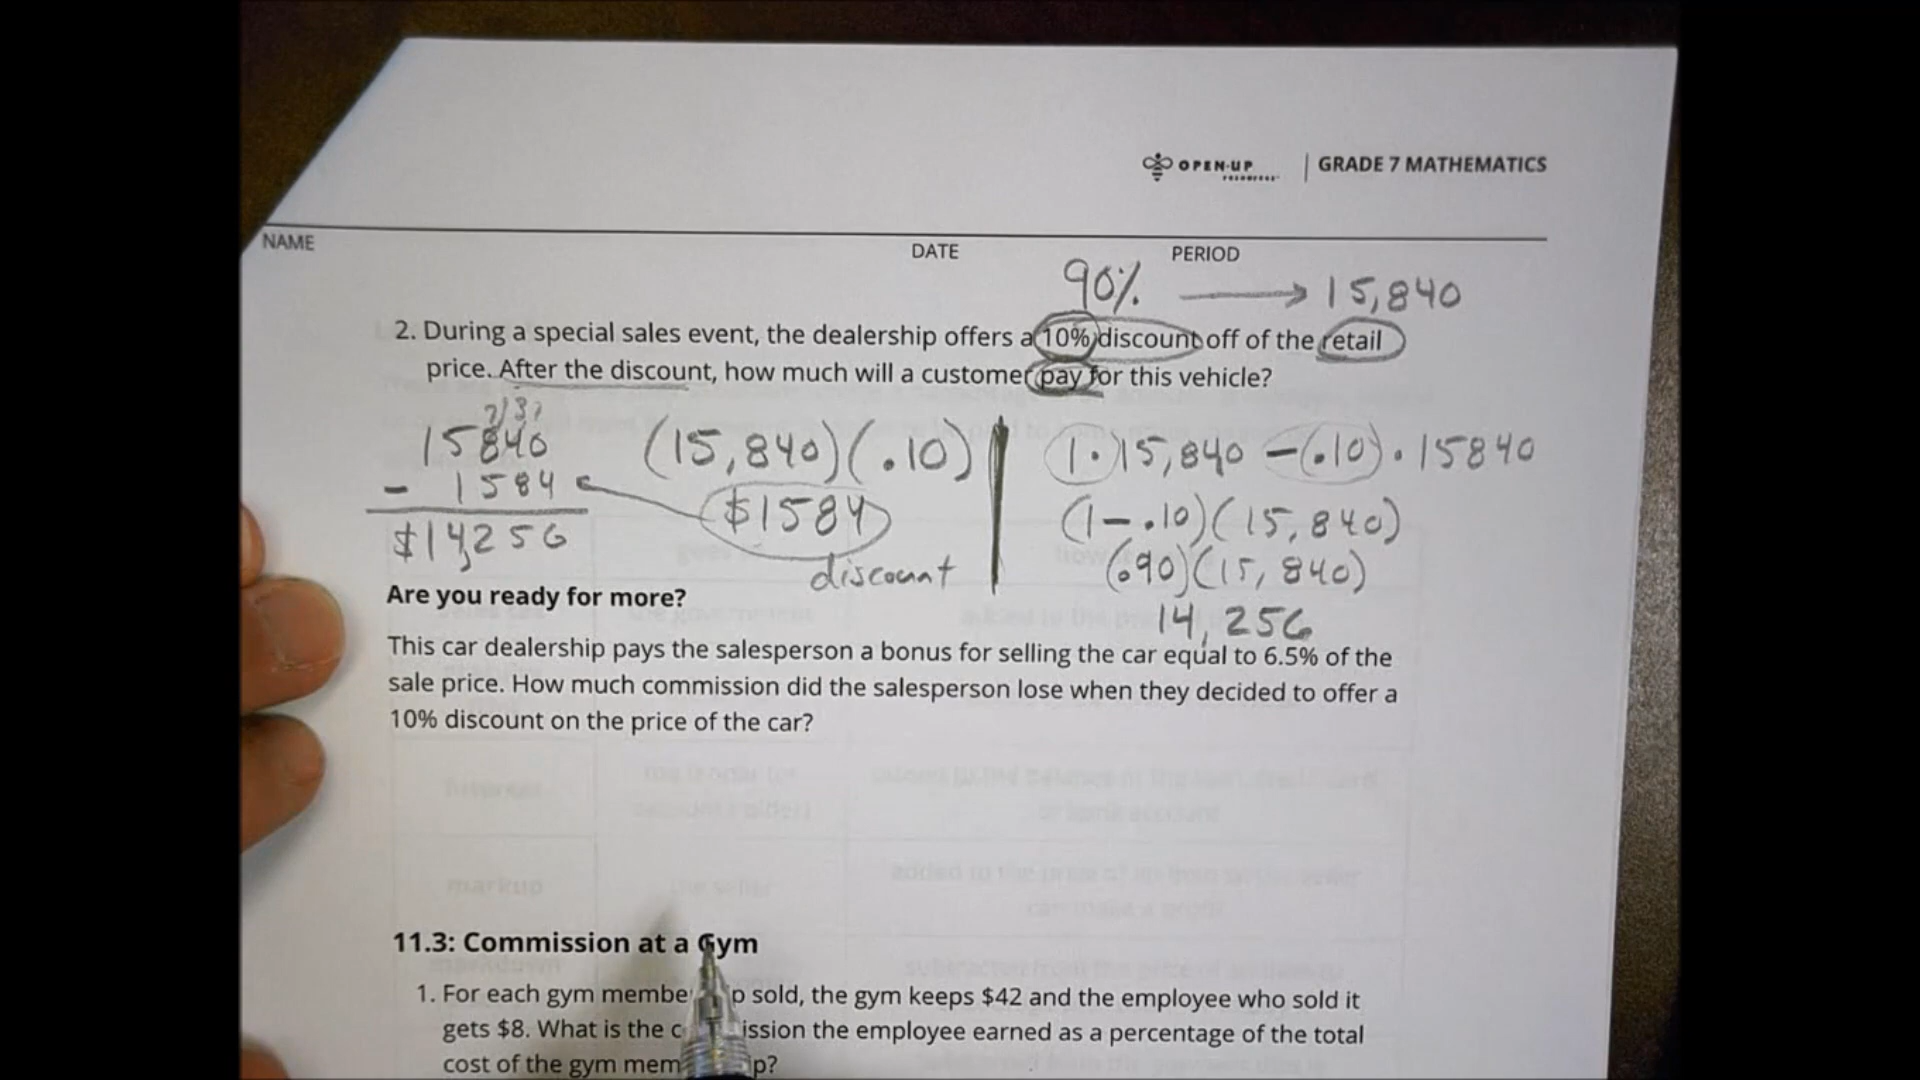 OPEN-UP
RESOURCES
GRADE 7 MATHEMATICS
NAME DATE PERIOD
90% → 15,840
2. During a special sales event, the dealership offers a 10% discount off of the retail
price. After the discount, how much will a customer pay for this vehicle?
15840
- 1584
$14,256
(15,840)(.10)
$1584
discount
1·15,840 - (.10)·15840
(1-.10)(15,840)
(.90)(15,840)
14,256
Are you ready for more?
This car dealership pays the salesperson a bonus for selling the car equal to 6.5% of the
sale price. How much commission did the salesperson lose when they decided to offer a
10% discount on the price of the car?
11.3: Commission at a Gym
1. For each gym membe p sold, the gym keeps $42 and the employee who sold it
gets $8. What is the c ission the employee earned as a percentage of the total
cost of the gym mem p?